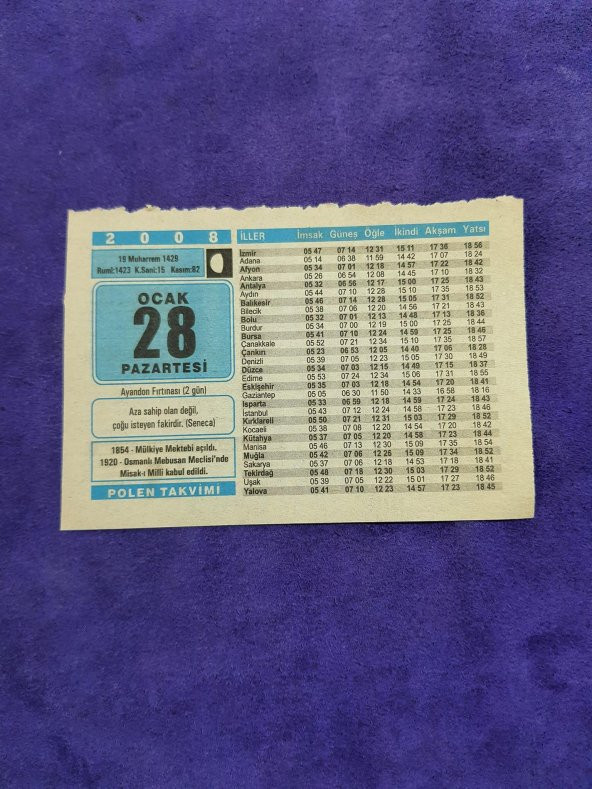 2 0 0 8
19 Muharrem 1429
Rumi:1423 K.Sani:15 Kasım:82
OCAK
28
PAZARTESİ
Ayandon Fırtınası (2 gün)
Aza sahip olan değil,
çoğu isteyen fakirdir. (Seneca)
1854 - Mülkiye Mektebi açıldı.
1920 - Osmanlı Mebusan Meclisi'nde
Misak-ı Milli kabul edildi.
POLEN TAKVİMİ
İLLER İmsak Güneş Öğle İkindi Akşam Yatsı
İzmir 05 47 07 14 12 31 15 11 17 36 18 56
Adana 05 14 06 38 11 59 14 42 17 07 18 24
Afyon 05 34 07 01 12 18 14 57 17 22 18 42
Ankara 05 26 06 54 12 08 14 45 17 10 18 32
Antalya 05 32 06 56 12 17 15 00 17 25 18 43
Aydın 05 44 07 10 12 28 15 10 17 35 18 53
Balıkesir 05 46 07 14 12 28 15 05 17 31 18 52
Bilecik 05 38 07 06 12 20 14 56 17 21 18 43
Bolu 05 32 07 01 12 13 14 48 17 13 18 36
Burdur 05 34 07 00 12 19 15 00 17 25 18 44
Bursa 05 41 07 10 12 24 14 59 17 25 18 46
Çanakkale 05 52 07 21 12 34 15 10 17 35 18 57
Çankırı 05 23 06 53 12 05 14 40 17 06 18 28
Denizli 05 39 07 05 12 23 15 05 17 30 18 49
Düzce 05 34 07 03 12 15 14 49 17 15 18 37
Edirne 05 53 07 24 12 34 15 06 17 31 18 55
Eskişehir 05 35 07 03 12 18 14 54 17 20 18 41
Gaziantep 05 05 06 30 11 50 14 33 16 58 18 16
Isparta 05 33 06 59 12 18 14 59 17 24 18 43
İstanbul 05 43 07 12 12 24 14 58 17 23 18 46
Kırklareli 05 50 07 21 12 31 15 03 17 29 18 52
Kocaeli 05 38 07 08 12 20 14 54 17 20 18 42
Kütahya 05 37 07 05 12 20 14 58 17 23 18 44
Manisa 05 46 07 13 12 30 15 09 17 35 18 54
Muğla 05 42 07 06 12 26 15 09 17 34 18 52
Sakarya 05 37 07 06 12 18 14 53 17 18 18 41
Tekirdağ 05 48 07 18 12 30 15 03 17 29 18 52
Uşak 05 39 07 05 12 22 15 01 17 27 18 46
Yalova 05 41 07 10 12 23 14 57 17 23 18 45